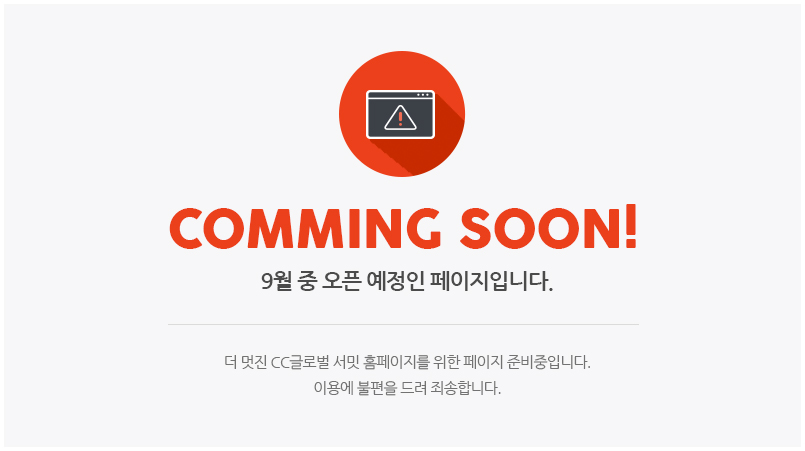 COMMING SOON!
9월 중 오픈 예정인 페이지입니다.
더 멋진 CC글로벌 서밋 홈페이지를 위한 페이지 준비중입니다.
이용에 불편을 드려 죄송합니다.